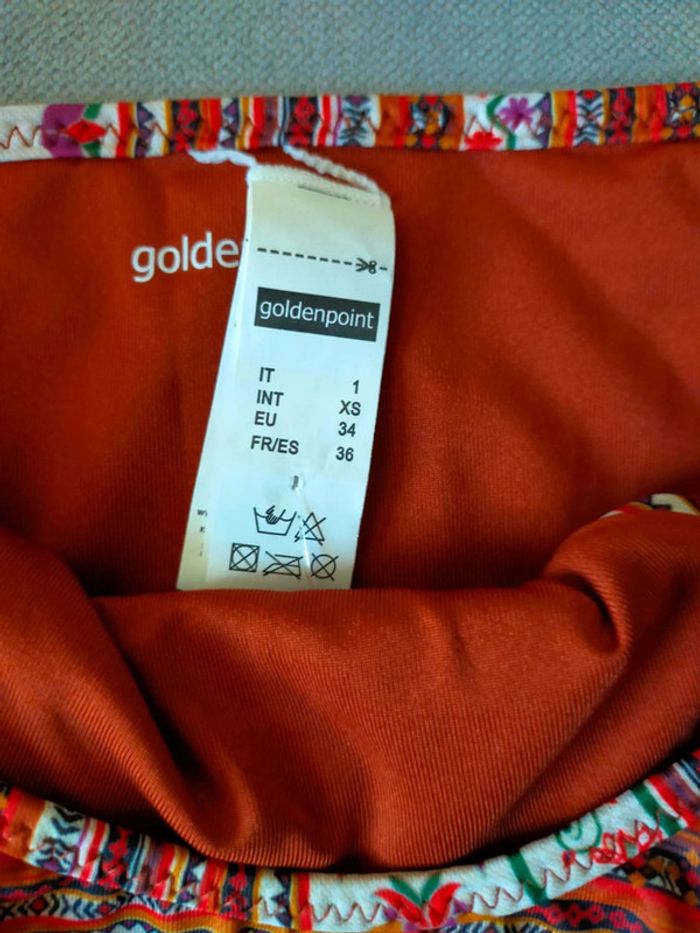 golde
goldenpoint
IT 1
INT XS
EU 34
FR/ES 36